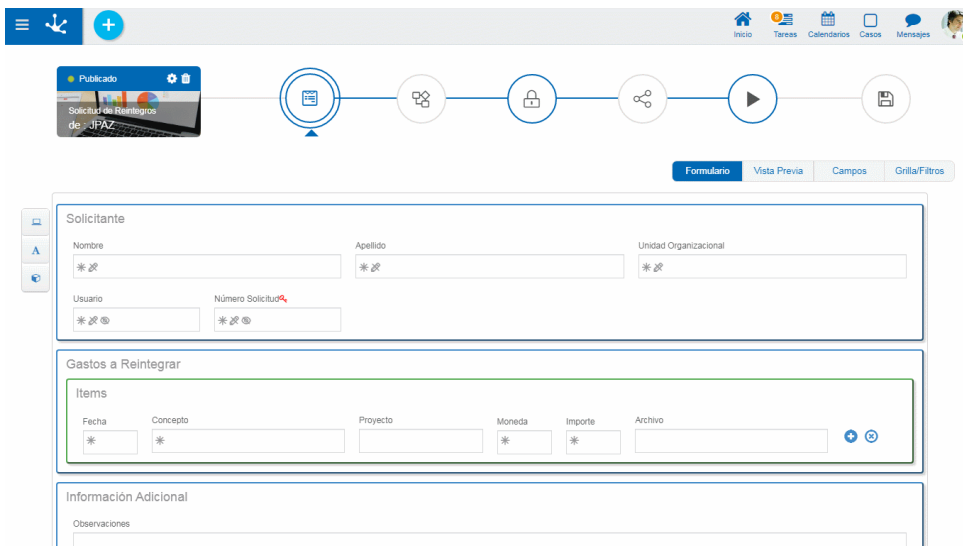 Inicio
8
Tareas
Calendarios
Casos
Mensajes
Publicado
Solicitud de Reintegros
de : JPAZ
Formulario
Vista Previa
Campos
Grilla/Filtros
A
Solicitante
Nombre
Apellido
Unidad Organizacional
Usuario
Número Solicitud
Gastos a Reintegrar
Items
Fecha
Concepto
Proyecto
Moneda
Importe
Archivo
Información Adicional
Observaciones